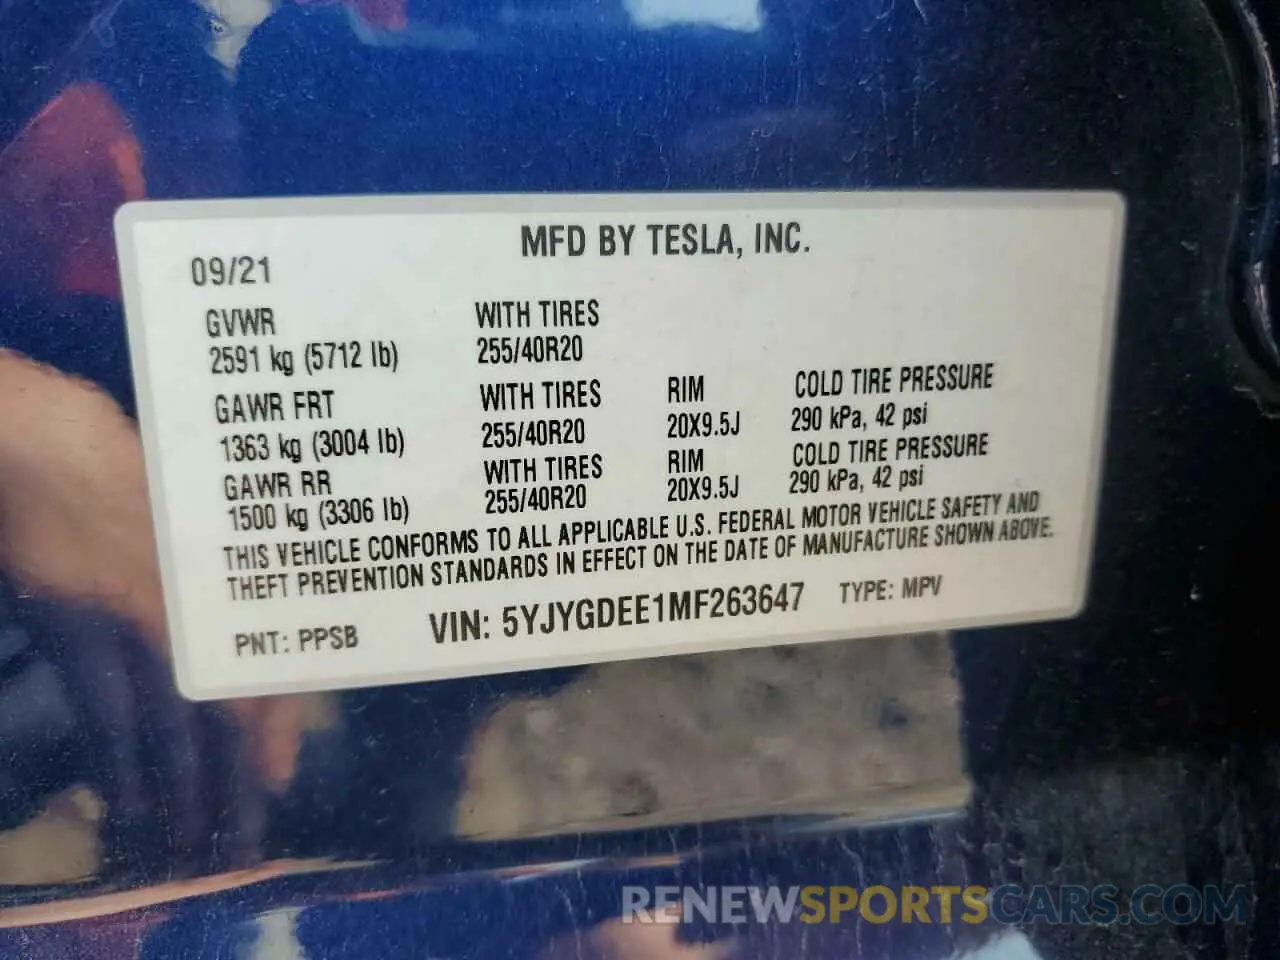 MFD BY TESLA, INC.
09/21
GVWR WITH TIRES
2591 kg (5712 lb) 255/40R20
GAWR FRT WITH TIRES RIM COLD TIRE PRESSURE
1363 kg (3004 lb) 255/40R20 20X9.5J 290 kPa, 42 psi
GAWR RR WITH TIRES RIM COLD TIRE PRESSURE
1500 kg (3306 lb) 255/40R20 20X9.5J 290 kPa, 42 psi
THIS VEHICLE CONFORMS TO ALL APPLICABLE U.S. FEDERAL MOTOR VEHICLE SAFETY AND
THEFT PREVENTION STANDARDS IN EFFECT ON THE DATE OF MANUFACTURE SHOWN ABOVE.
PNT: PPSB VIN: 5YJYGDEE1MF263647 TYPE: MPV
RENEWSPORTSCARS.COM